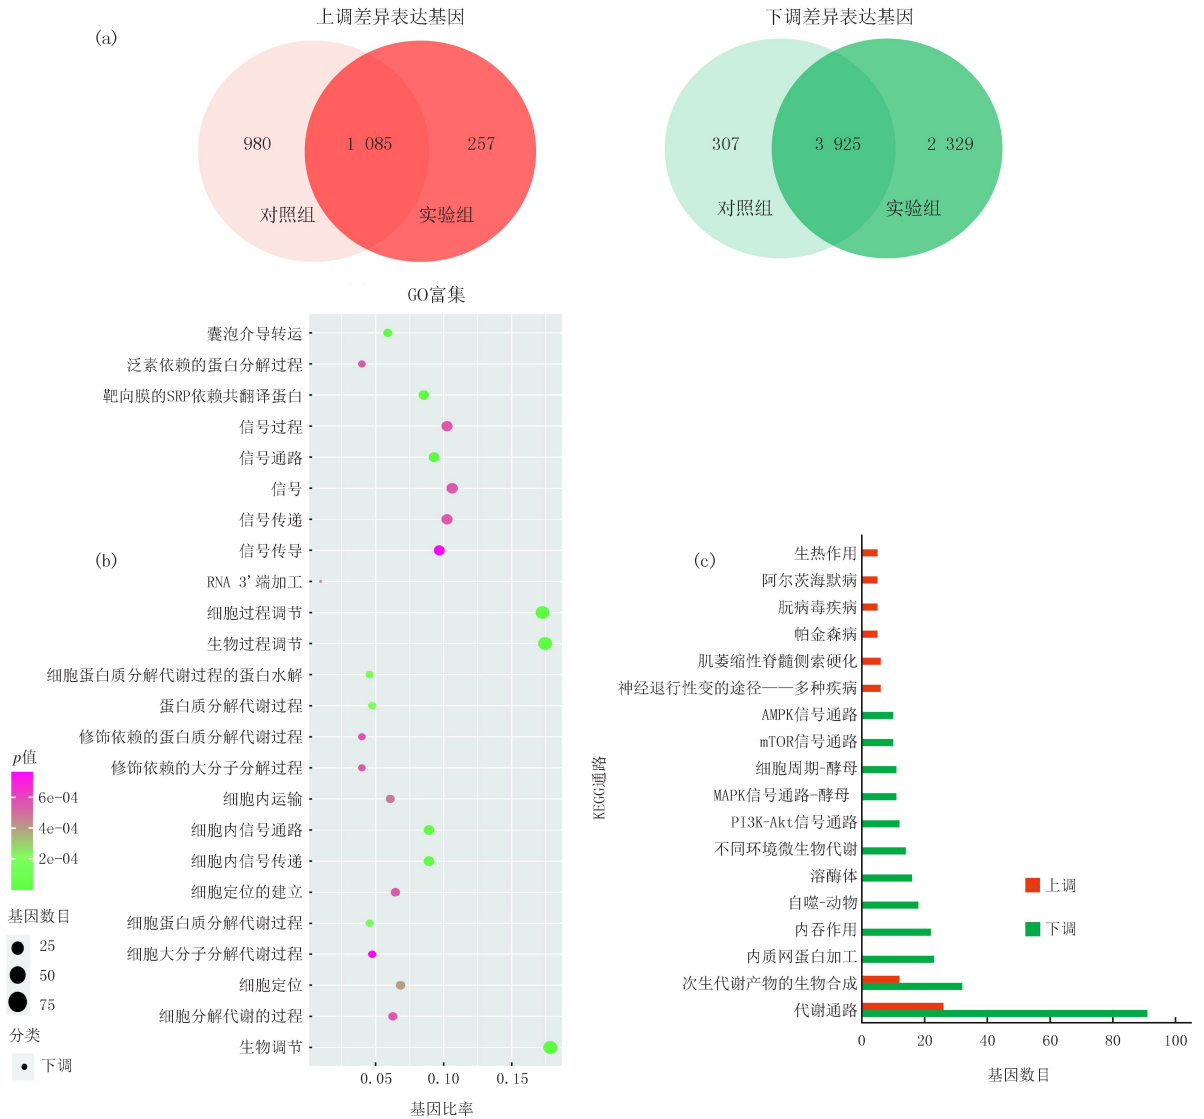 (a)
上调差异表达基因
980
1 085
257
对照组
实验组
下调差异表达基因
307
3 925
2 329
对照组
实验组
(b)
GO富集
囊泡介导转运
泛素依赖的蛋白分解过程
靶向膜的SRP依赖共翻译蛋白
信号过程
信号通路
信号
信号传递
信号传导
RNA 3'端加工
细胞过程调节
生物过程调节
细胞蛋白质分解代谢过程的蛋白水解
蛋白质分解代谢过程
修饰依赖的蛋白质分解代谢过程
修饰依赖的大分子分解过程
细胞内运输
细胞内信号通路
细胞内信号传递
细胞定位的建立
细胞蛋白质分解代谢过程
细胞大分子分解代谢过程
细胞定位
细胞分解代谢的过程
生物调节
0.05
0.10
0.15
基因比率
p值
6e-04
4e-04
2e-04
基因数目
25
50
75
分类
下调
(c)
KEGG通路
生热作用
阿尔茨海默病
朊病毒疾病
帕金森病
肌萎缩性脊髓侧索硬化
神经退行性变的途径——多种疾病
AMPK信号通路
mTOR信号通路
细胞周期-酵母
MAPK信号通路-酵母
PI3K-Akt信号通路
不同环境微生物代谢
溶酶体
自噬-动物
内吞作用
内质网蛋白加工
次生代谢产物的生物合成
代谢通路
上调
下调
0
20
40
60
80
100
基因数目